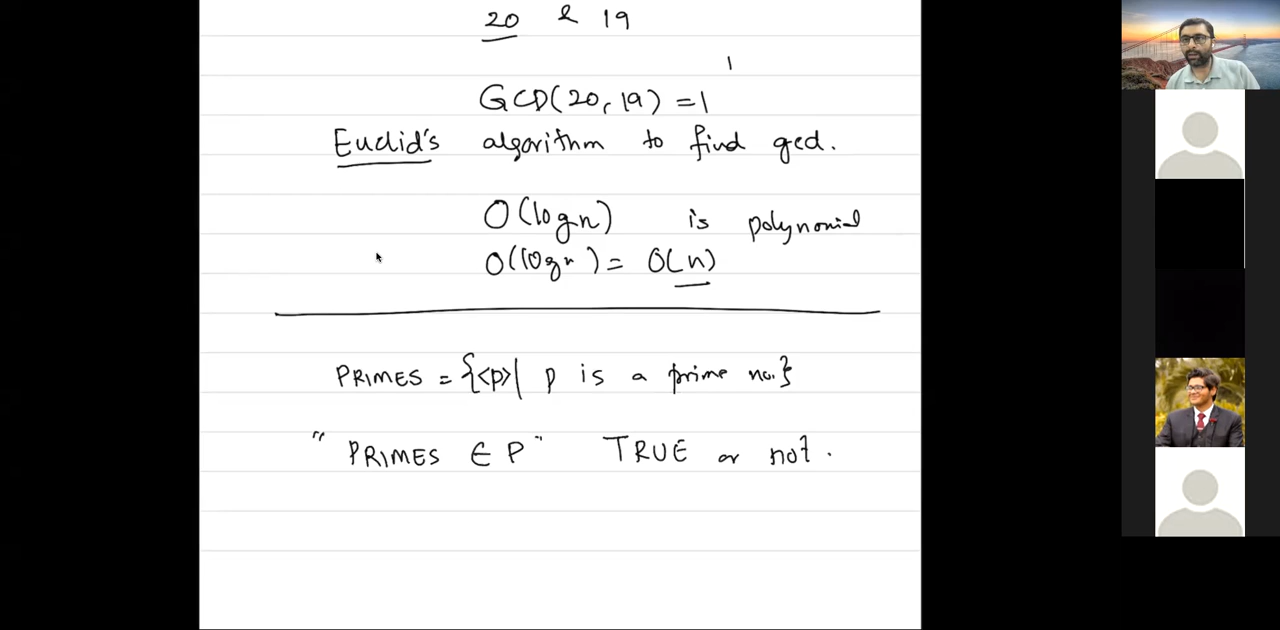 20 & 19
1
GCD(20, 19) = 1
Euclid's algorithm to find gcd.
O(log n) is polynomial
O(log n) = O(n)
PRIMES = {<p>| p is a prime no.}
" PRIMES ∈ P " TRUE or not.